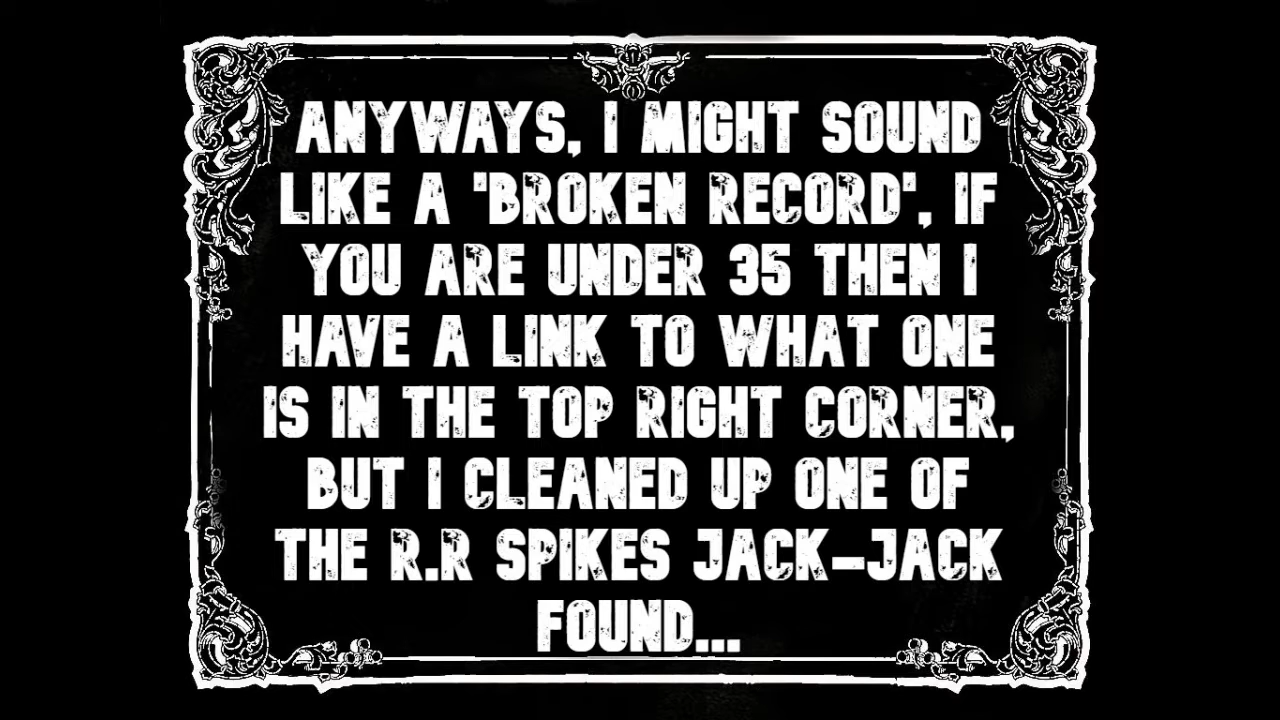 ANYWAYS, I MIGHT SOUND
LIKE A 'BROKEN RECORD', IF
YOU ARE UNDER 35 THEN I
HAVE A LINK TO WHAT ONE
IS IN THE TOP RIGHT CORNER,
BUT I CLEANED UP ONE OF
THE R.R SPIKES JACK-JACK
FOUND...